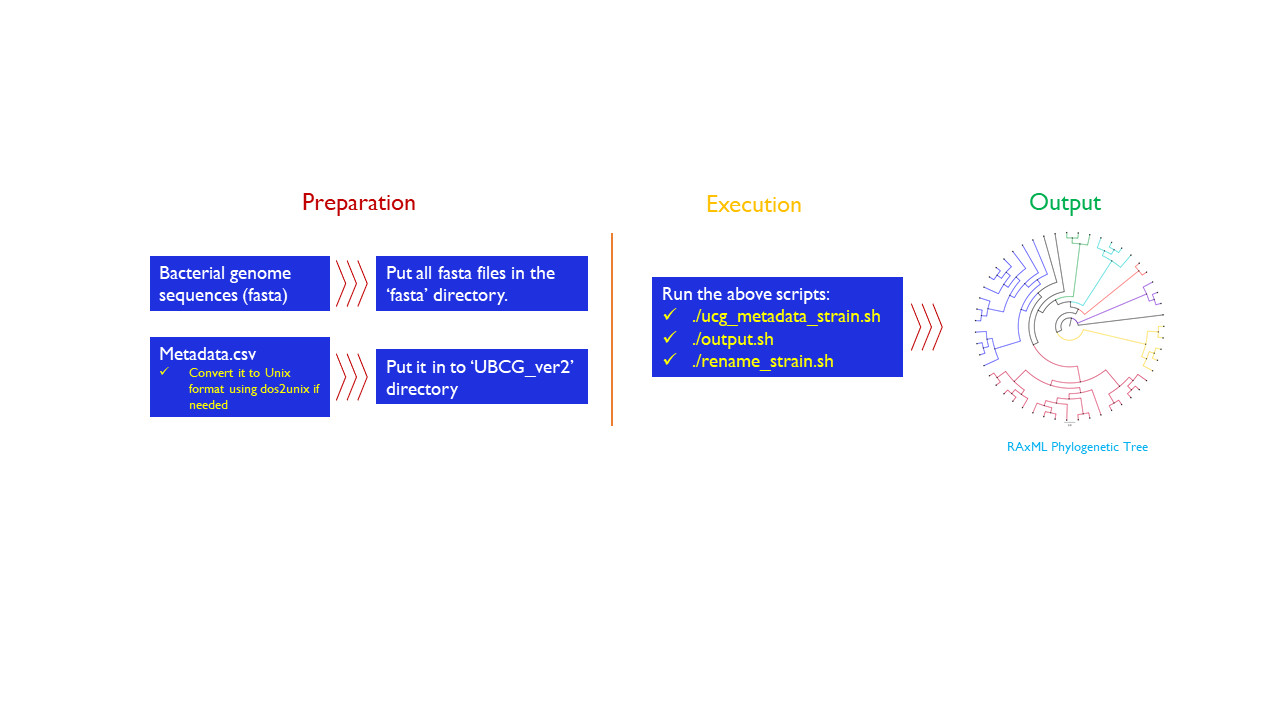 Preparation
Execution
Output
Bacterial genome
sequences (fasta)
Put all fasta files in the
‘fasta’ directory.
Metadata.csv
✓ Convert it to Unix
format using dos2unix if
needed
Put it in to ‘UBCG_ver2’
directory
Run the above scripts:
✓ ./ucg_metadata_strain.sh
✓ ./output.sh
✓ ./rename_strain.sh
RAxML Phylogenetic Tree